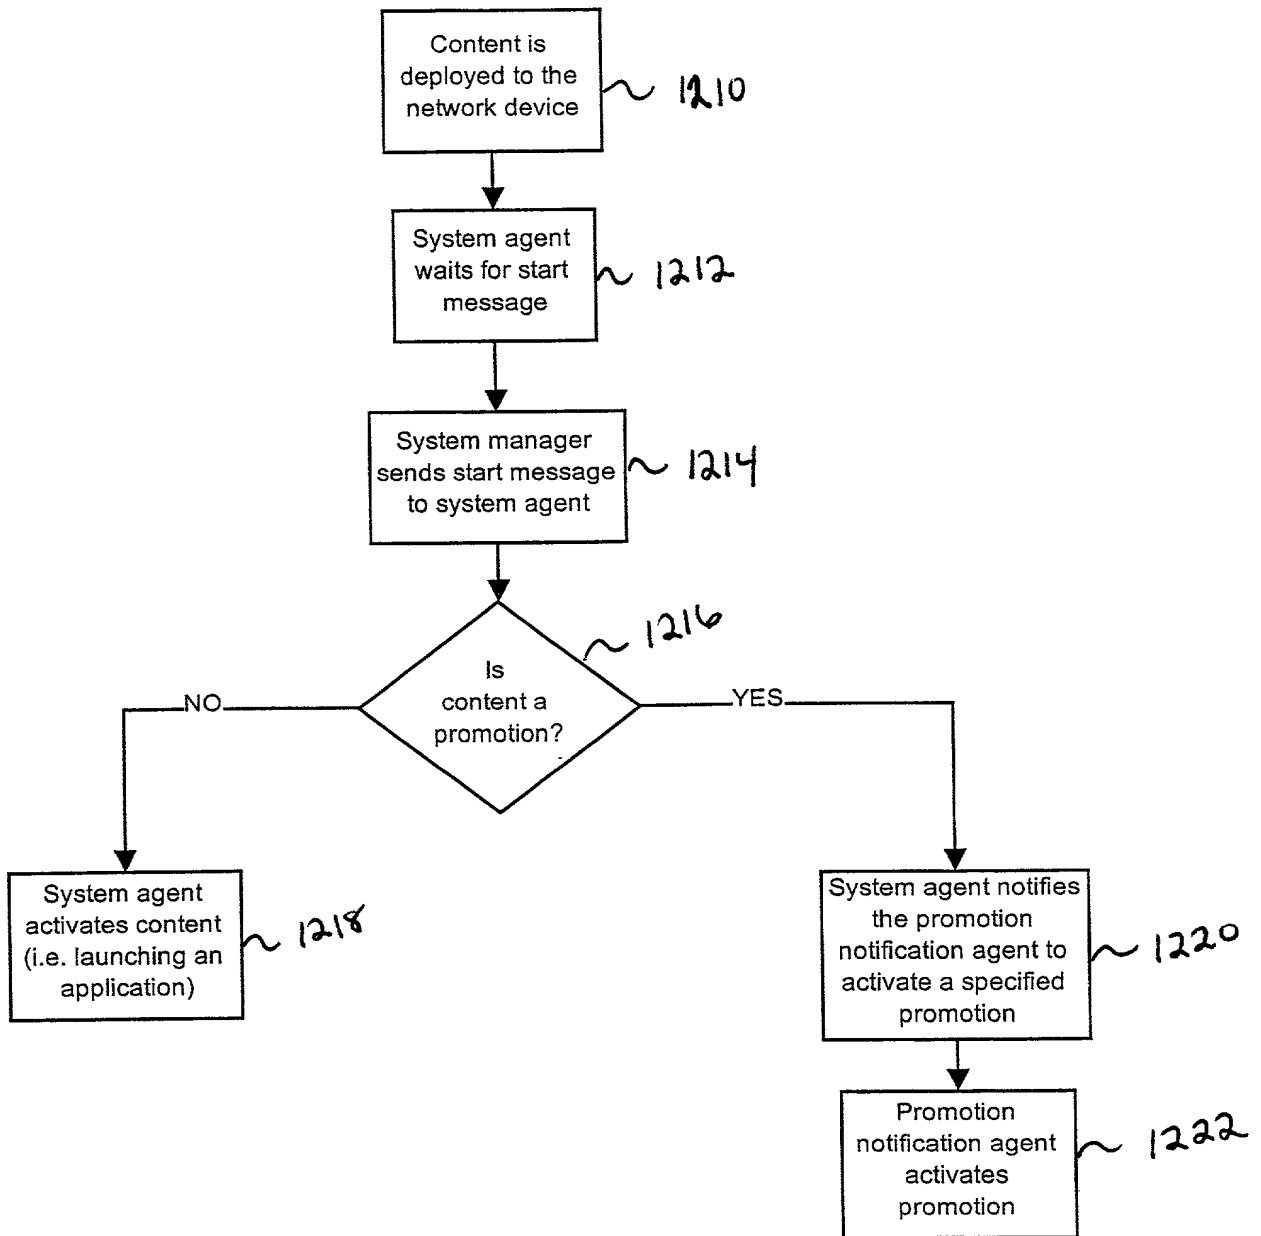 Content is
deployed to the
network device
1210
System agent
waits for start
message
1212
System manager
sends start message
to system agent
1214
Is
content a
promotion?
1216
NO
YES
System agent
activates content
(i.e. launching an
application)
1218
System agent notifies
the promotion
notification agent to
activate a specified
promotion
1220
Promotion
notification agent
activates
promotion
1222